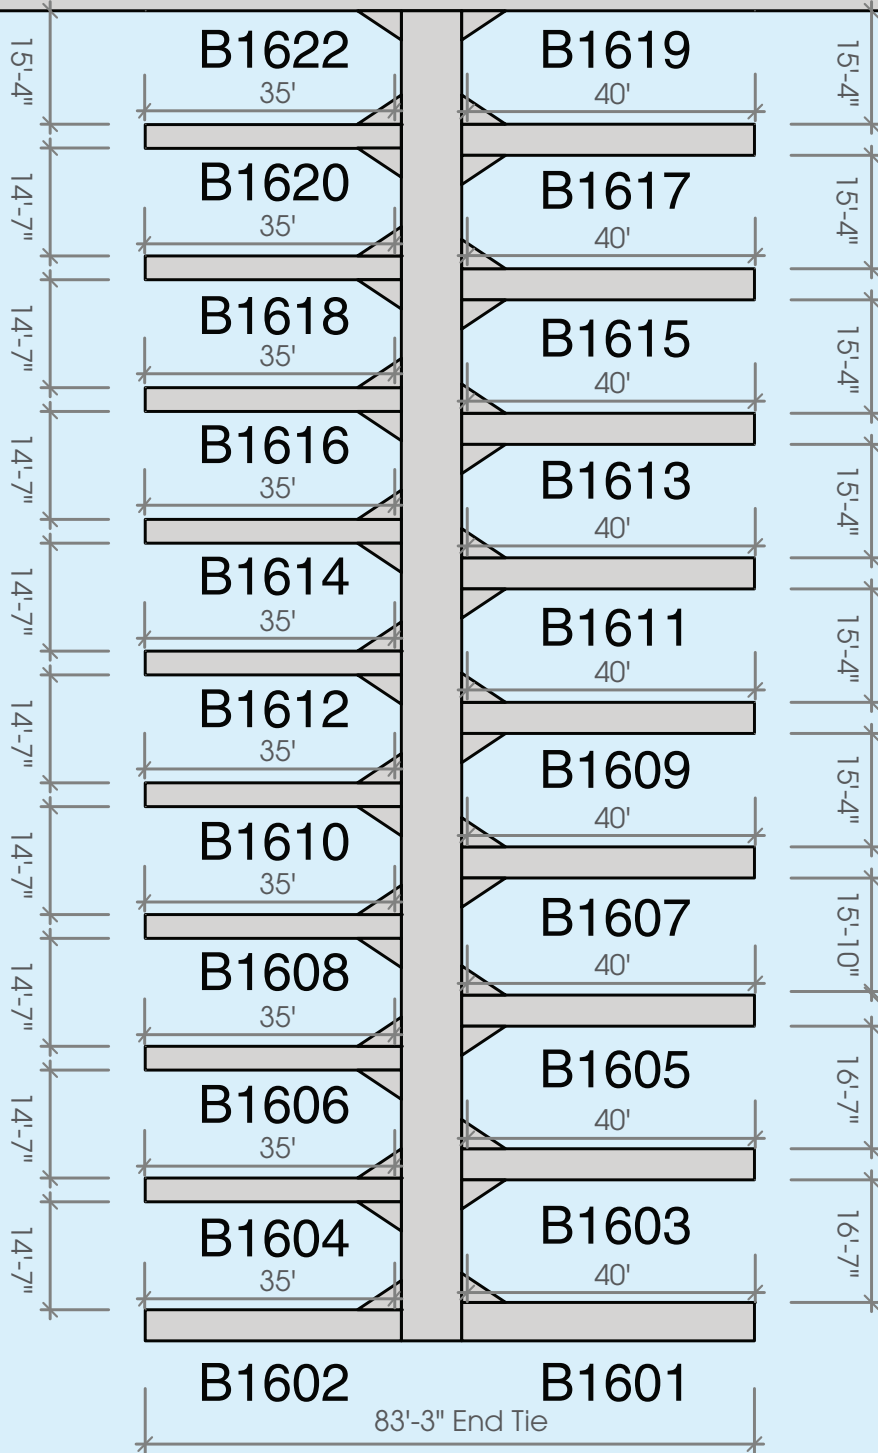 B1622 B1619
15'-4" 35' 40' 15'-4"
B1620 B1617
14'-7" 35' 40' 15'-4"
B1618 B1615
14'-7" 35' 40' 15'-4"
B1616 B1613
14'-7" 35' 40' 15'-4"
B1614 B1611
14'-7" 35' 40' 15'-4"
B1612 B1609
14'-7" 35' 40' 15'-4"
B1610 B1607
14'-7" 35' 40' 15'-10"
B1608 B1605
14'-7" 35' 40' 16'-7"
B1606 B1603
14'-7" 35' 40' 16'-7"
B1604
14'-7" 35'
B1602 B1601
83'-3" End Tie